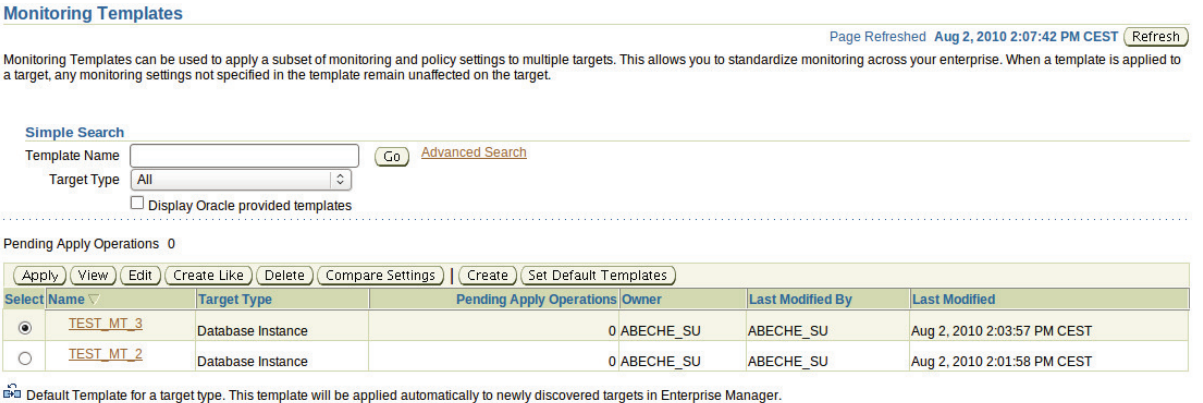 Monitoring Templates
Page Refreshed Aug 2, 2010 2:07:42 PM CEST Refresh
Monitoring Templates can be used to apply a subset of monitoring and policy settings to multiple targets. This allows you to standardize monitoring across your enterprise. When a template is applied to
a target, any monitoring settings not specified in the template remain unaffected on the target.
Simple Search
Template Name Go Advanced Search
Target Type All
Display Oracle provided templates
Pending Apply Operations 0
Apply View Edit Create Like Delete Compare Settings | Create Set Default Templates
Select Name Target Type Pending Apply Operations Owner Last Modified By Last Modified
TEST_MT_3 Database Instance 0 ABECHE_SU ABECHE_SU Aug 2, 2010 2:03:57 PM CEST
TEST_MT_2 Database Instance 0 ABECHE_SU ABECHE_SU Aug 2, 2010 2:01:58 PM CEST
Default Template for a target type. This template will be applied automatically to newly discovered targets in Enterprise Manager.